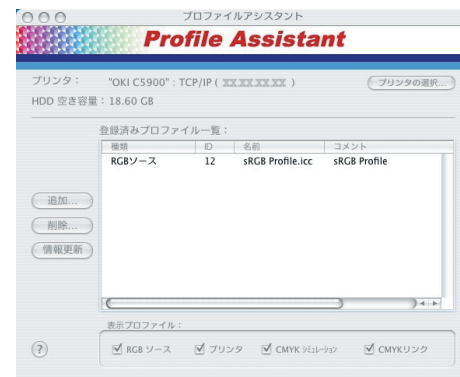 プロファイルアシスタント
Profile Assistant
プリンタ： "OKI C5900" : TCP/IP ( XX.XX.XX.XX ) プリンタの選択...
HDD 空き容量：18.60 GB
登録済みプロファイル一覧：
種類 ID 名前 コメント
RGBソース 12 sRGB Profile.icc sRGB Profile
追加...
削除...
情報更新
表示プロファイル：
RGB ソース プリンタ CMYK シミュレーション CMYKリンク
?